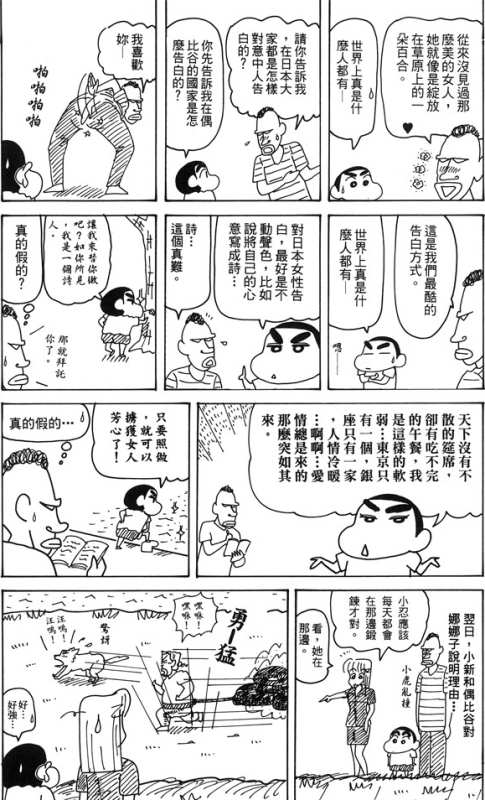 從來沒見過那
麼美的女人，
她就像是綻放
在草原上的一
朵百合。
世界上真是什
麼人都有—
請你告訴我
，在日本大
家都是怎樣
對意中人告
白的？
你先告訴我在偶
比谷的國家是怎
麼告白的？
我喜歡
妳—
啪啪啪
啪啪啪
這是我們最酷的
告白方式。
世界上真是什
麼人都有—
嗯…
對日本女性告
白，最好是不
動聲色，比如
說將自己的心
意寫成詩…
詩…
這個真難。
讓我來替你做
吧？如你所見
，我是一個詩
人。
真的假的？
那就拜託
你了。
天下沒有不
散的筵席，
卻有吃不完
的午餐，我
是這樣的軟
弱…東京只
有一個，銀
座只有一家
，人情冷暖
…啊啊…愛
情總是來的
那麼突如其
來。
只要照做
，就可以
擄獲女人
芳心了！
真的假的…
翌日，小新和偶比谷對
娜娜子說明理由…
小忍應該
每天都會
在那邊鍛
鍊才對。
看，她在
那邊。
小鹿亂撞
勇—猛
嘿咻！
嘿咻！
驚訝
汪嗚！
汪嗚！
好…
好強…